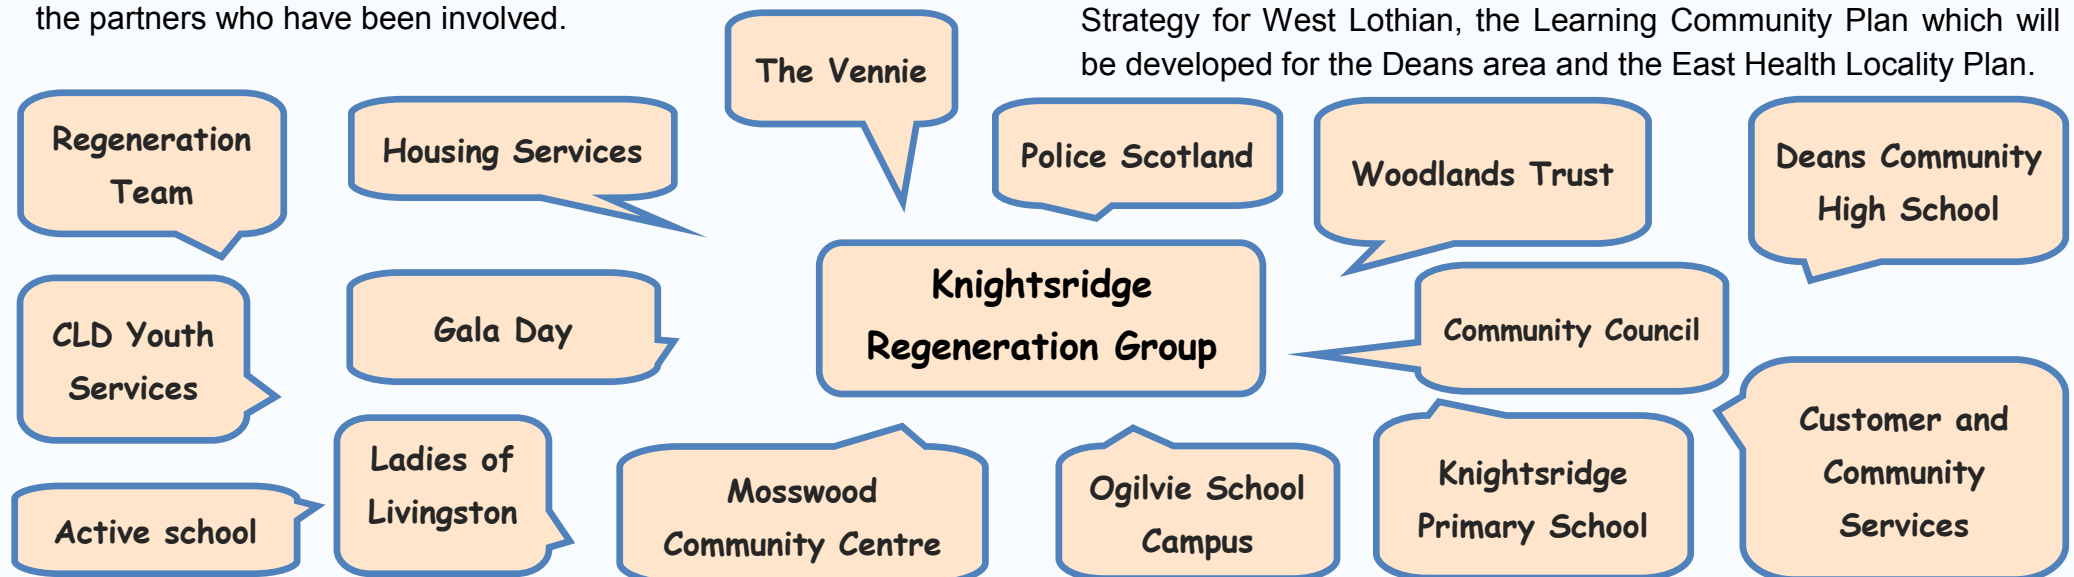 the partners who have been involved.
Strategy for West Lothian, the Learning Community Plan which will
be developed for the Deans area and the East Health Locality Plan.
The Vennie
Regeneration
Team
Housing Services
Police Scotland
Woodlands Trust
Deans Community
High School
Knightsridge
Regeneration Group
CLD Youth
Services
Gala Day
Community Council
Customer and
Community
Services
Active school
Ladies of
Livingston
Mosswood
Community Centre
Ogilvie School
Campus
Knightsridge
Primary School